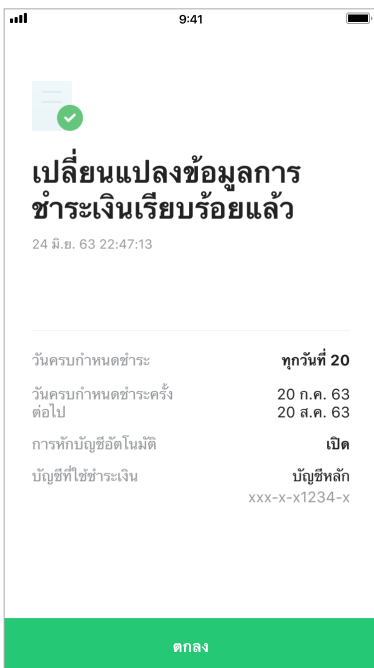 9:41
เปลี่ยนแปลงข้อมูลการ
ชำระเงินเรียบร้อยแล้ว
24 มิ.ย. 63 22:47:13
วันครบกำหนดชำระ ทุกวันที่ 20
วันครบกำหนดชำระครั้ง 20 ก.ค. 63
ต่อไป 20 ส.ค. 63
การหักบัญชีอัตโนมัติ เปิด
บัญชีที่ใช้ชำระเงิน บัญชีหลัก
xxx-x-x1234-x
ตกลง